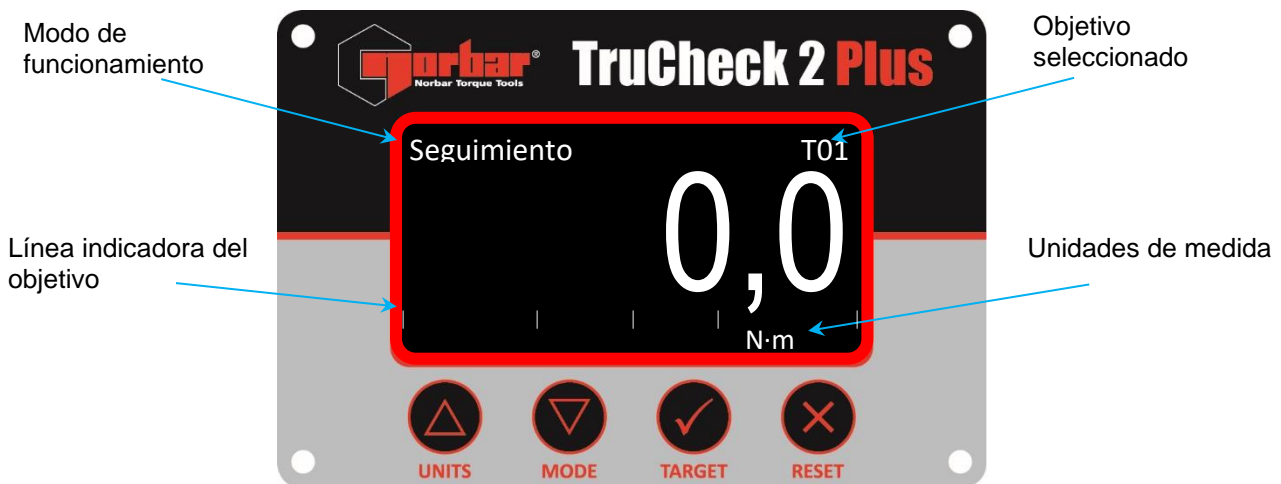 Modo de
funcionamiento
Objetivo
seleccionado
norbar®
Norbar Torque Tools
TruCheck 2 Plus
Seguimiento
T01
0,0
Línea indicadora del
objetivo
Unidades de medida
N·m
UNITS
MODE
TARGET
RESET